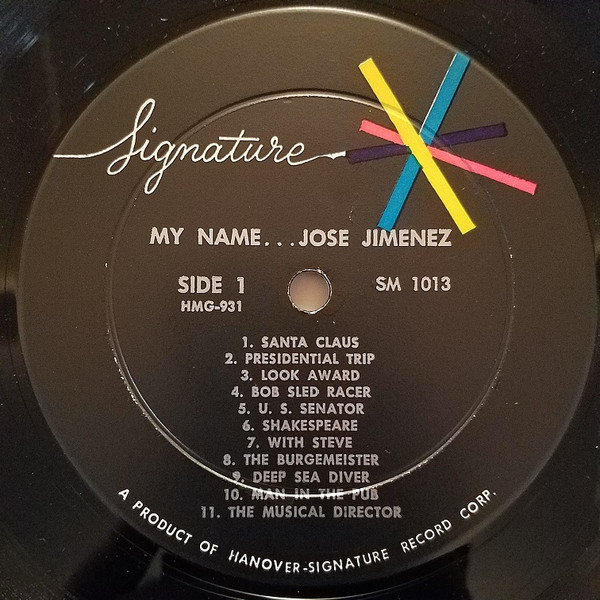 Signature
MY NAME...JOSE JIMENEZ
SIDE 1
HMG-931
SM 1013
1. SANTA CLAUS
2. PRESIDENTIAL TRIP
3. LOOK AWARD
4. BOB SLED RACER
5. U. S. SENATOR
6. SHAKESPEARE
7. WITH STEVE
8. THE BURGEMEISTER
9. DEEP SEA DIVER
10. MAN IN THE PUB
11. THE MUSICAL DIRECTOR
A PRODUCT OF HANOVER-SIGNATURE RECORD CORP.